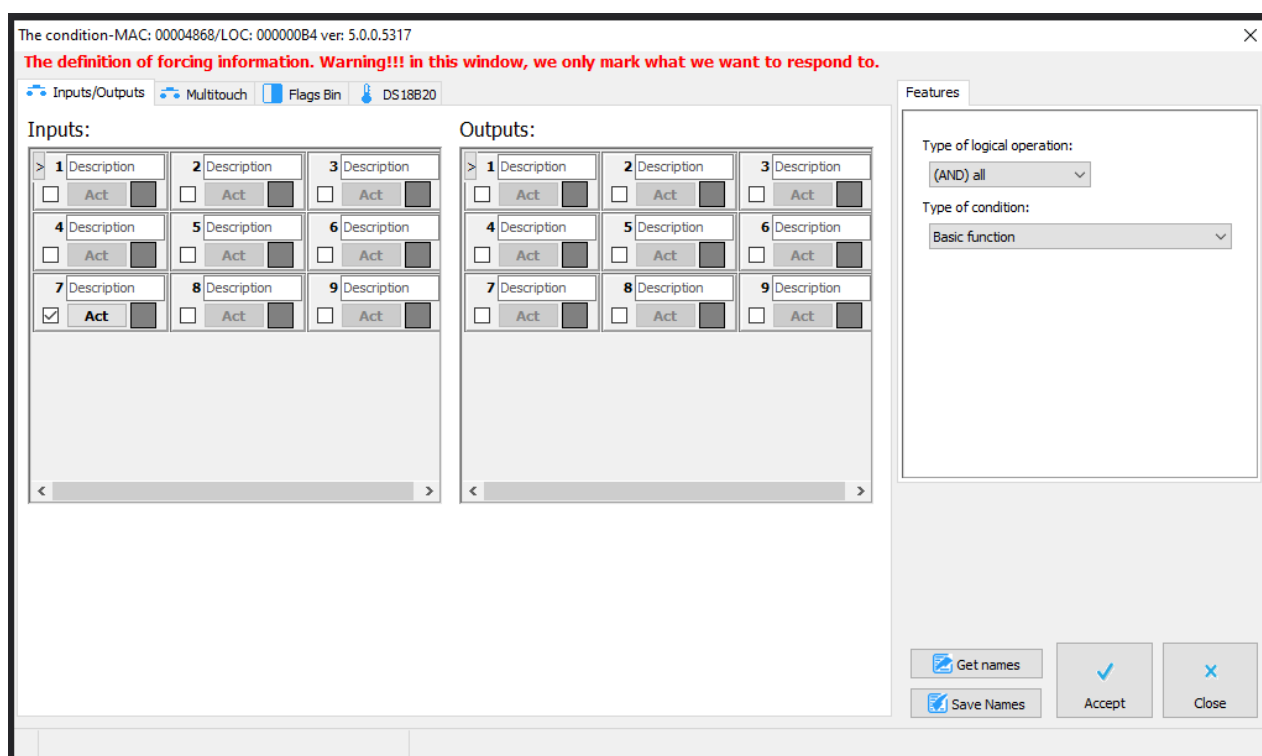 The condition-MAC: 00004868/LOC: 000000B4 ver: 5.0.0.5317
The definition of forcing information. Warning!!! in this window, we only mark what we want to respond to.
Inputs/Outputs Multitouch Flags Bin DS18B20
Inputs:
> 1 Description 2 Description 3 Description
Act Act Act
4 Description 5 Description 6 Description
Act Act Act
7 Description 8 Description 9 Description
Act Act Act
Outputs:
> 1 Description 2 Description 3 Description
Act Act Act
4 Description 5 Description 6 Description
Act Act Act
7 Description 8 Description 9 Description
Act Act Act
Features
Type of logical operation:
(AND) all
Type of condition:
Basic function
Get names
Save Names
Accept
Close